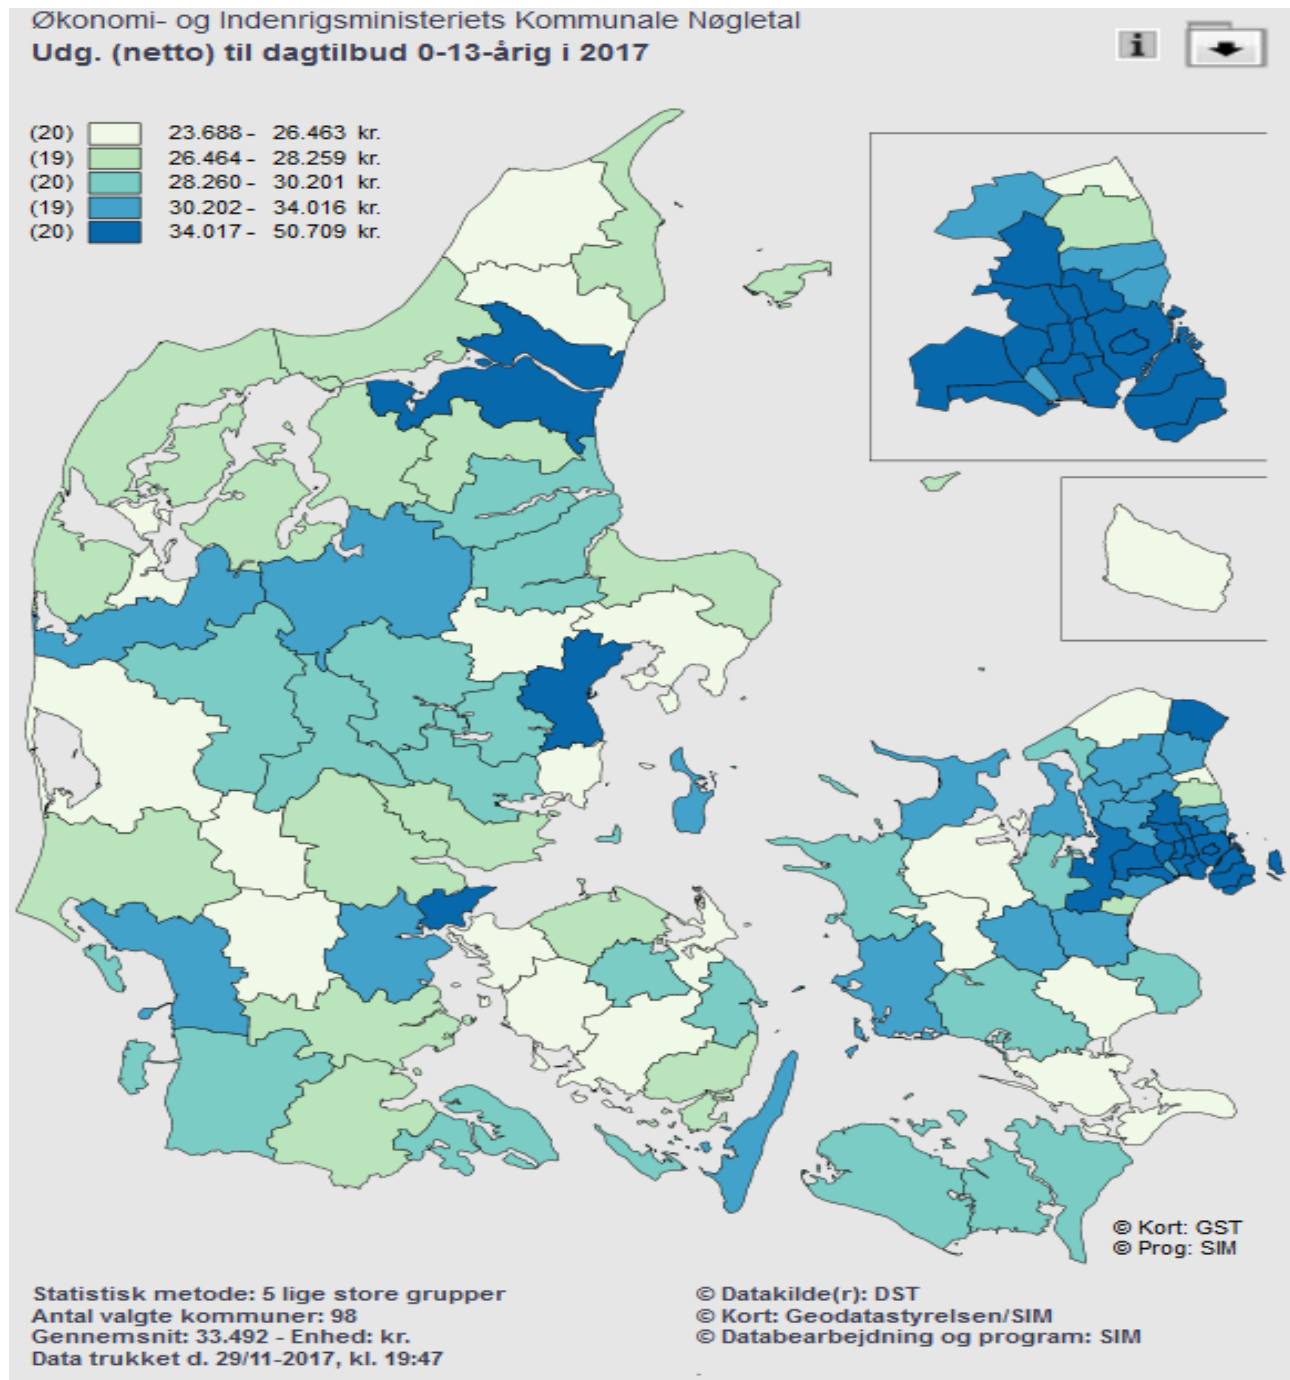 Økonomi- og Indenrigsministeriets Kommunale Nøgletal
Udg. (netto) til dagtilbud 0-13-årig i 2017
i
(20) 23.688 - 26.463 kr.
(19) 26.464 - 28.259 kr.
(20) 28.260 - 30.201 kr.
(19) 30.202 - 34.016 kr.
(20) 34.017 - 50.709 kr.
© Kort: GST
© Prog: SIM
Statistisk metode: 5 lige store grupper
Antal valgte kommuner: 98
Gennemsnit: 33.492 - Enhed: kr.
Data trukket d. 29/11-2017, kl. 19:47
© Datakilde(r): DST
© Kort: Geodatastyrelsen/SIM
© Databearbejdning og program: SIM
-